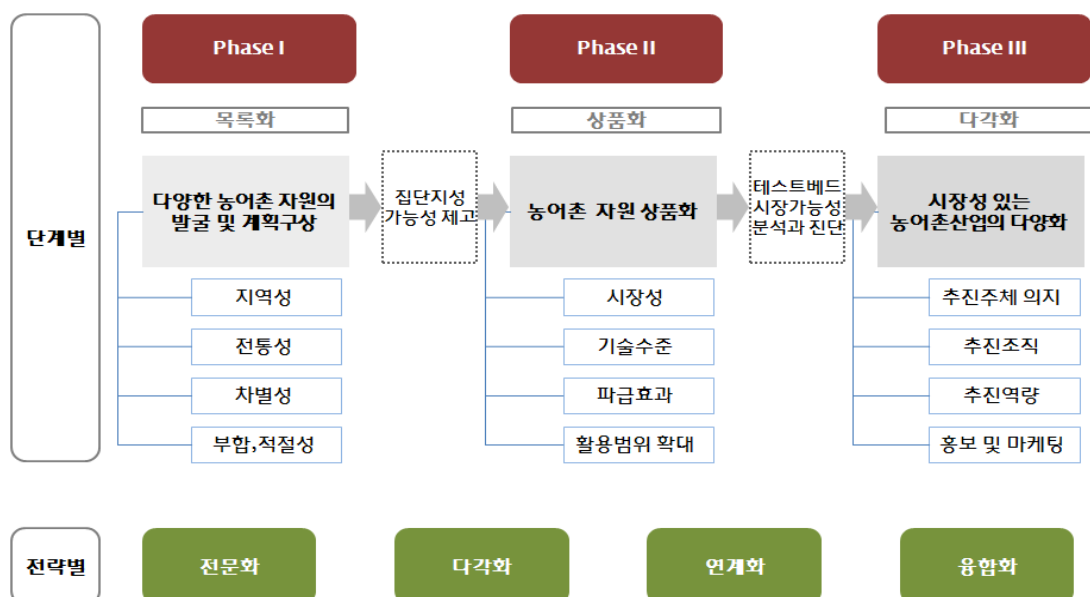 Phase I
Phase II
Phase III
목록화
상품화
다각화
단계별
다양한 농어촌 자원의
발굴 및 계획구상
집단지성
가능성 제고
농어촌 자원 상품화
테스트베드
시장가능성
분석과 진단
시장성 있는
농어촌산업의 다양화
지역성
시장성
추진주체 의지
전통성
기술수준
추진조직
차별성
파급효과
추진역량
부합,적절성
활용범위 확대
홍보 및 마케팅
전략별
전문화
다각화
연계화
융합화